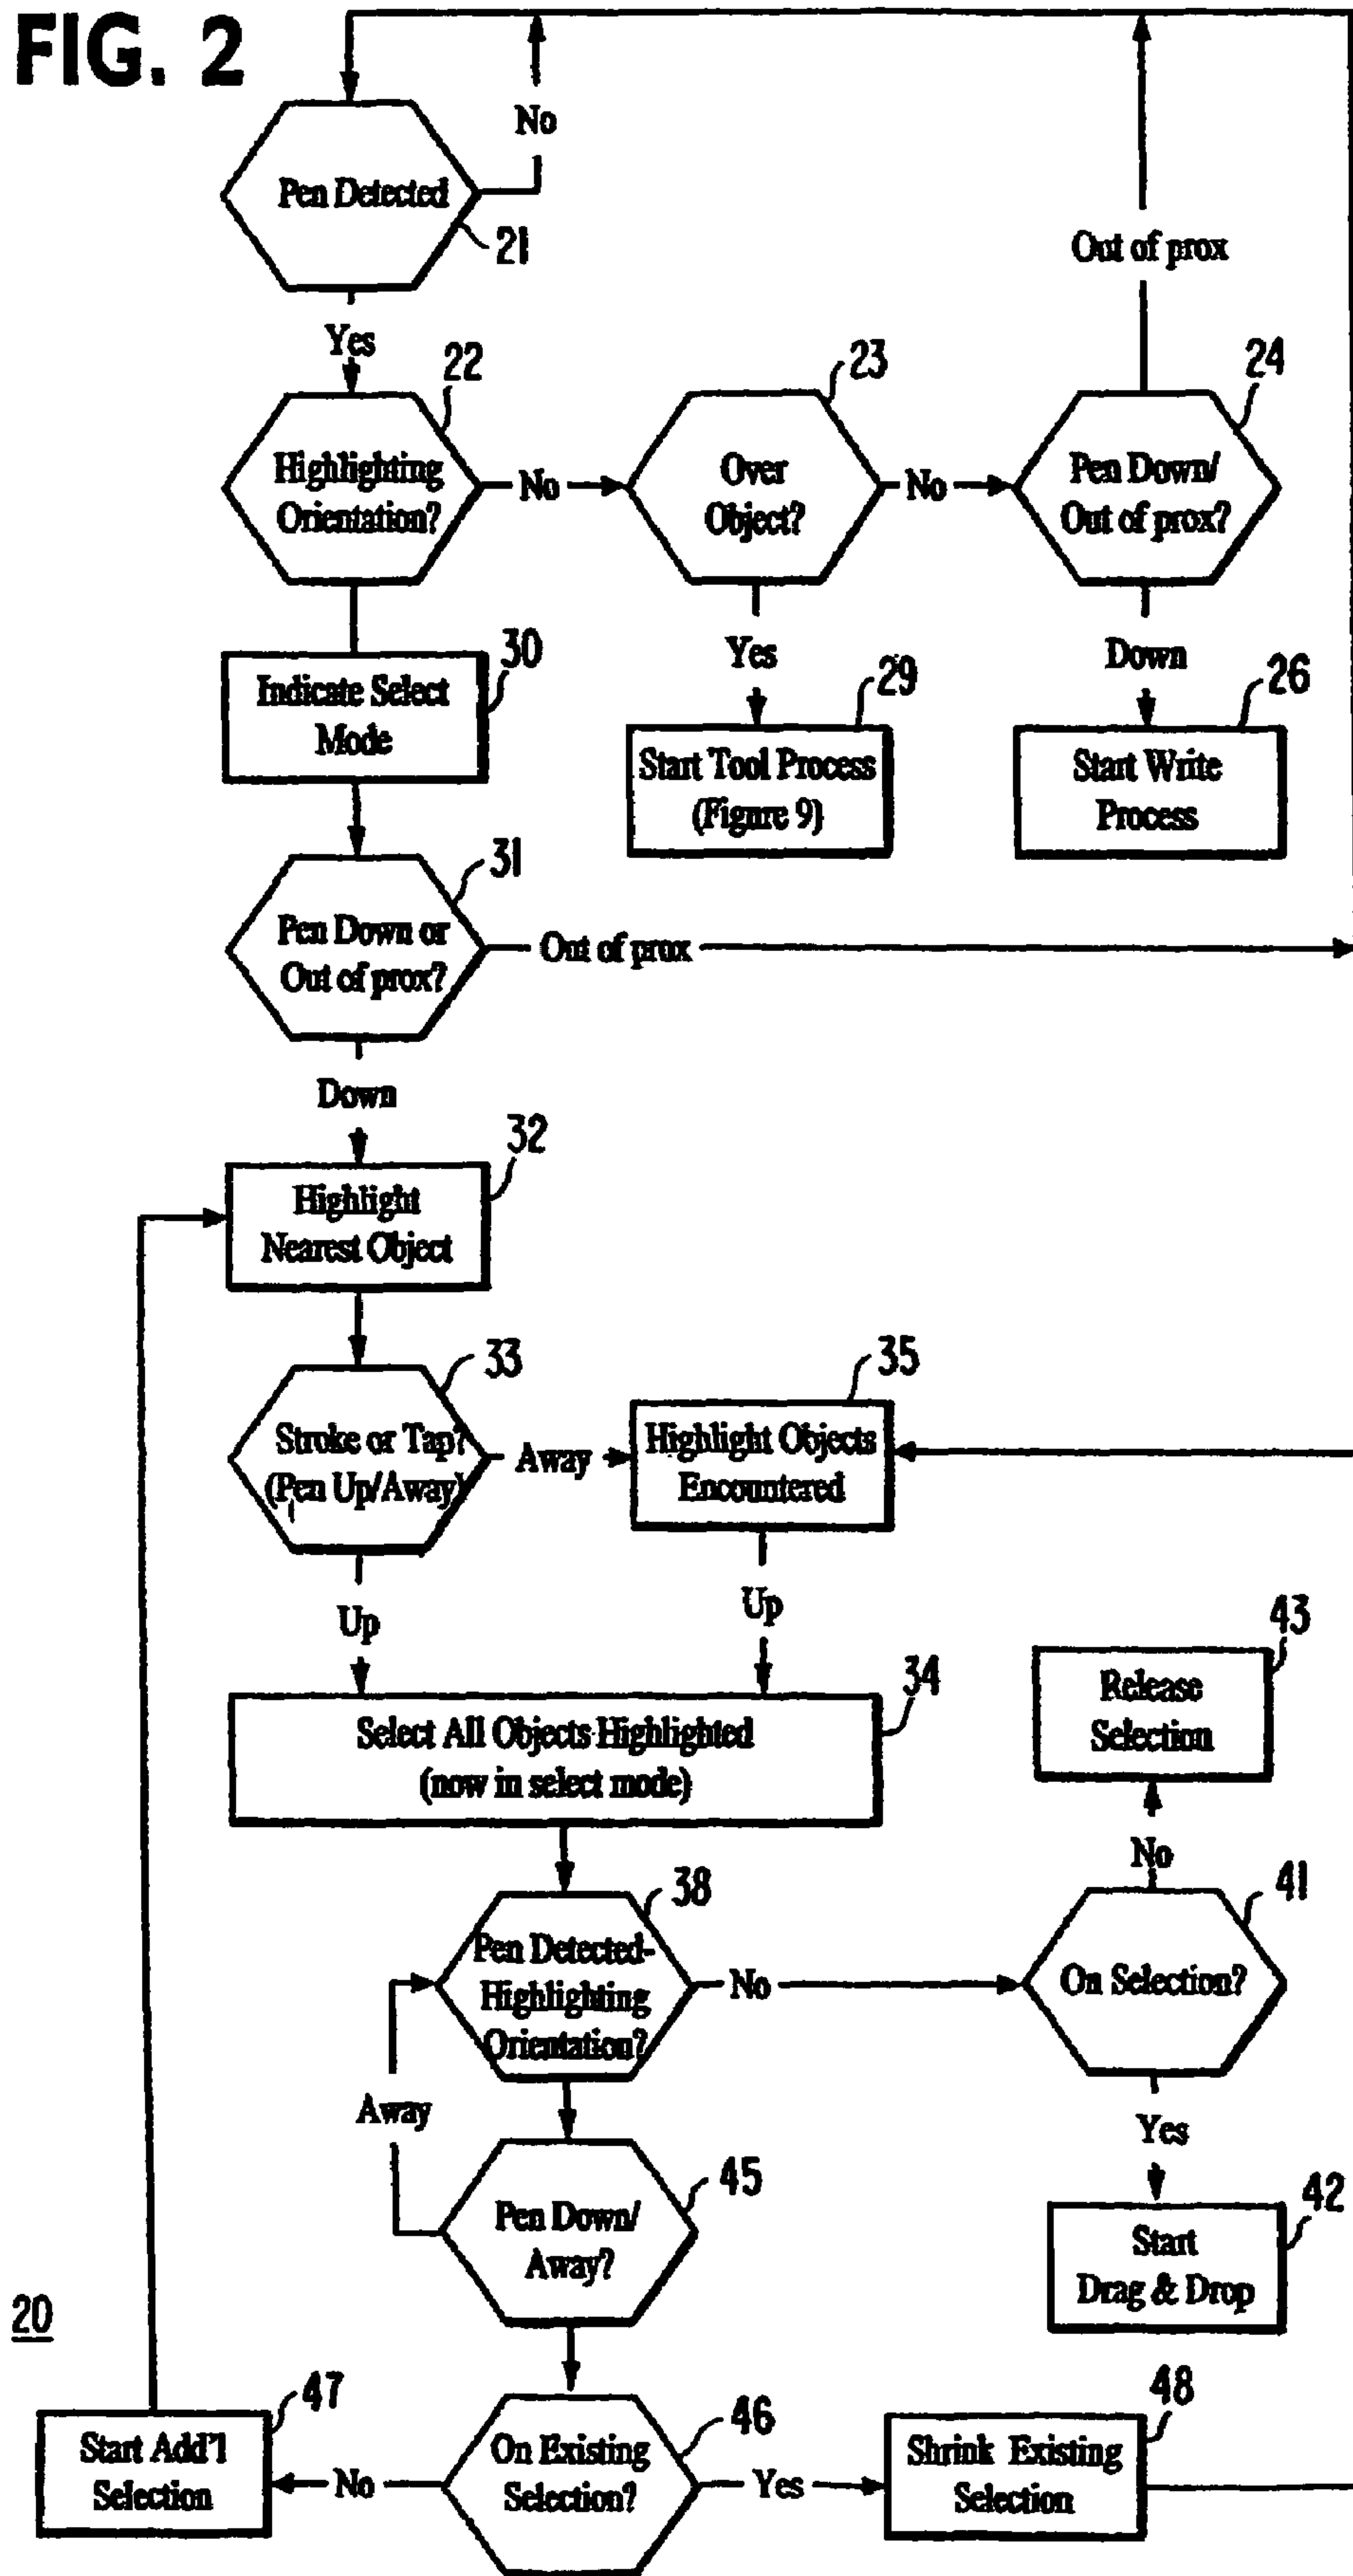 FIG. 2
No
Pen Detected
21
Out of prox
Yes
22
23
24
Highlighting
Orientation?
No
Over
Object?
No
Pen Down/
Out of prox?
30
Yes
Down
Indicate Select
Mode
29
26
Start Tool Process
(Figure 9)
Start Write
Process
31
Pen Down or
Out of prox?
Out of prox
Down
32
Highlight
Nearest Object
33
35
Stroke or Tap?
(Pen Up/Away)
Away
Highlight Objects
Encountered
Up
Up
43
34
Release
Selection
Select All Objects Highlighted
(now in select mode)
No
38
41
Pen Detected-
Highlighting
Orientation?
No
On Selection?
Away
Yes
45
42
Pen Down/
Away?
Start
Drag & Drop
20
47
46
48
Start Add'l
Selection
No
On Existing
Selection?
Yes
Shrink Existing
Selection